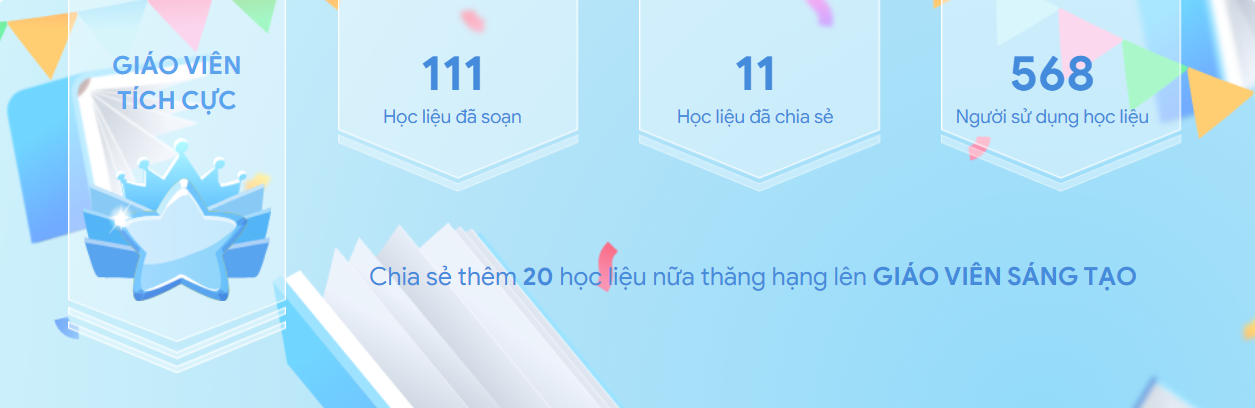 GIÁO VIÊN
TÍCH CỰC
111
Học liệu đã soạn
11
Học liệu đã chia sẻ
568
Người sử dụng học liệu
Chia sẻ thêm 20 học liệu nữa thăng hạng lên GIÁO VIÊN SÁNG TẠO